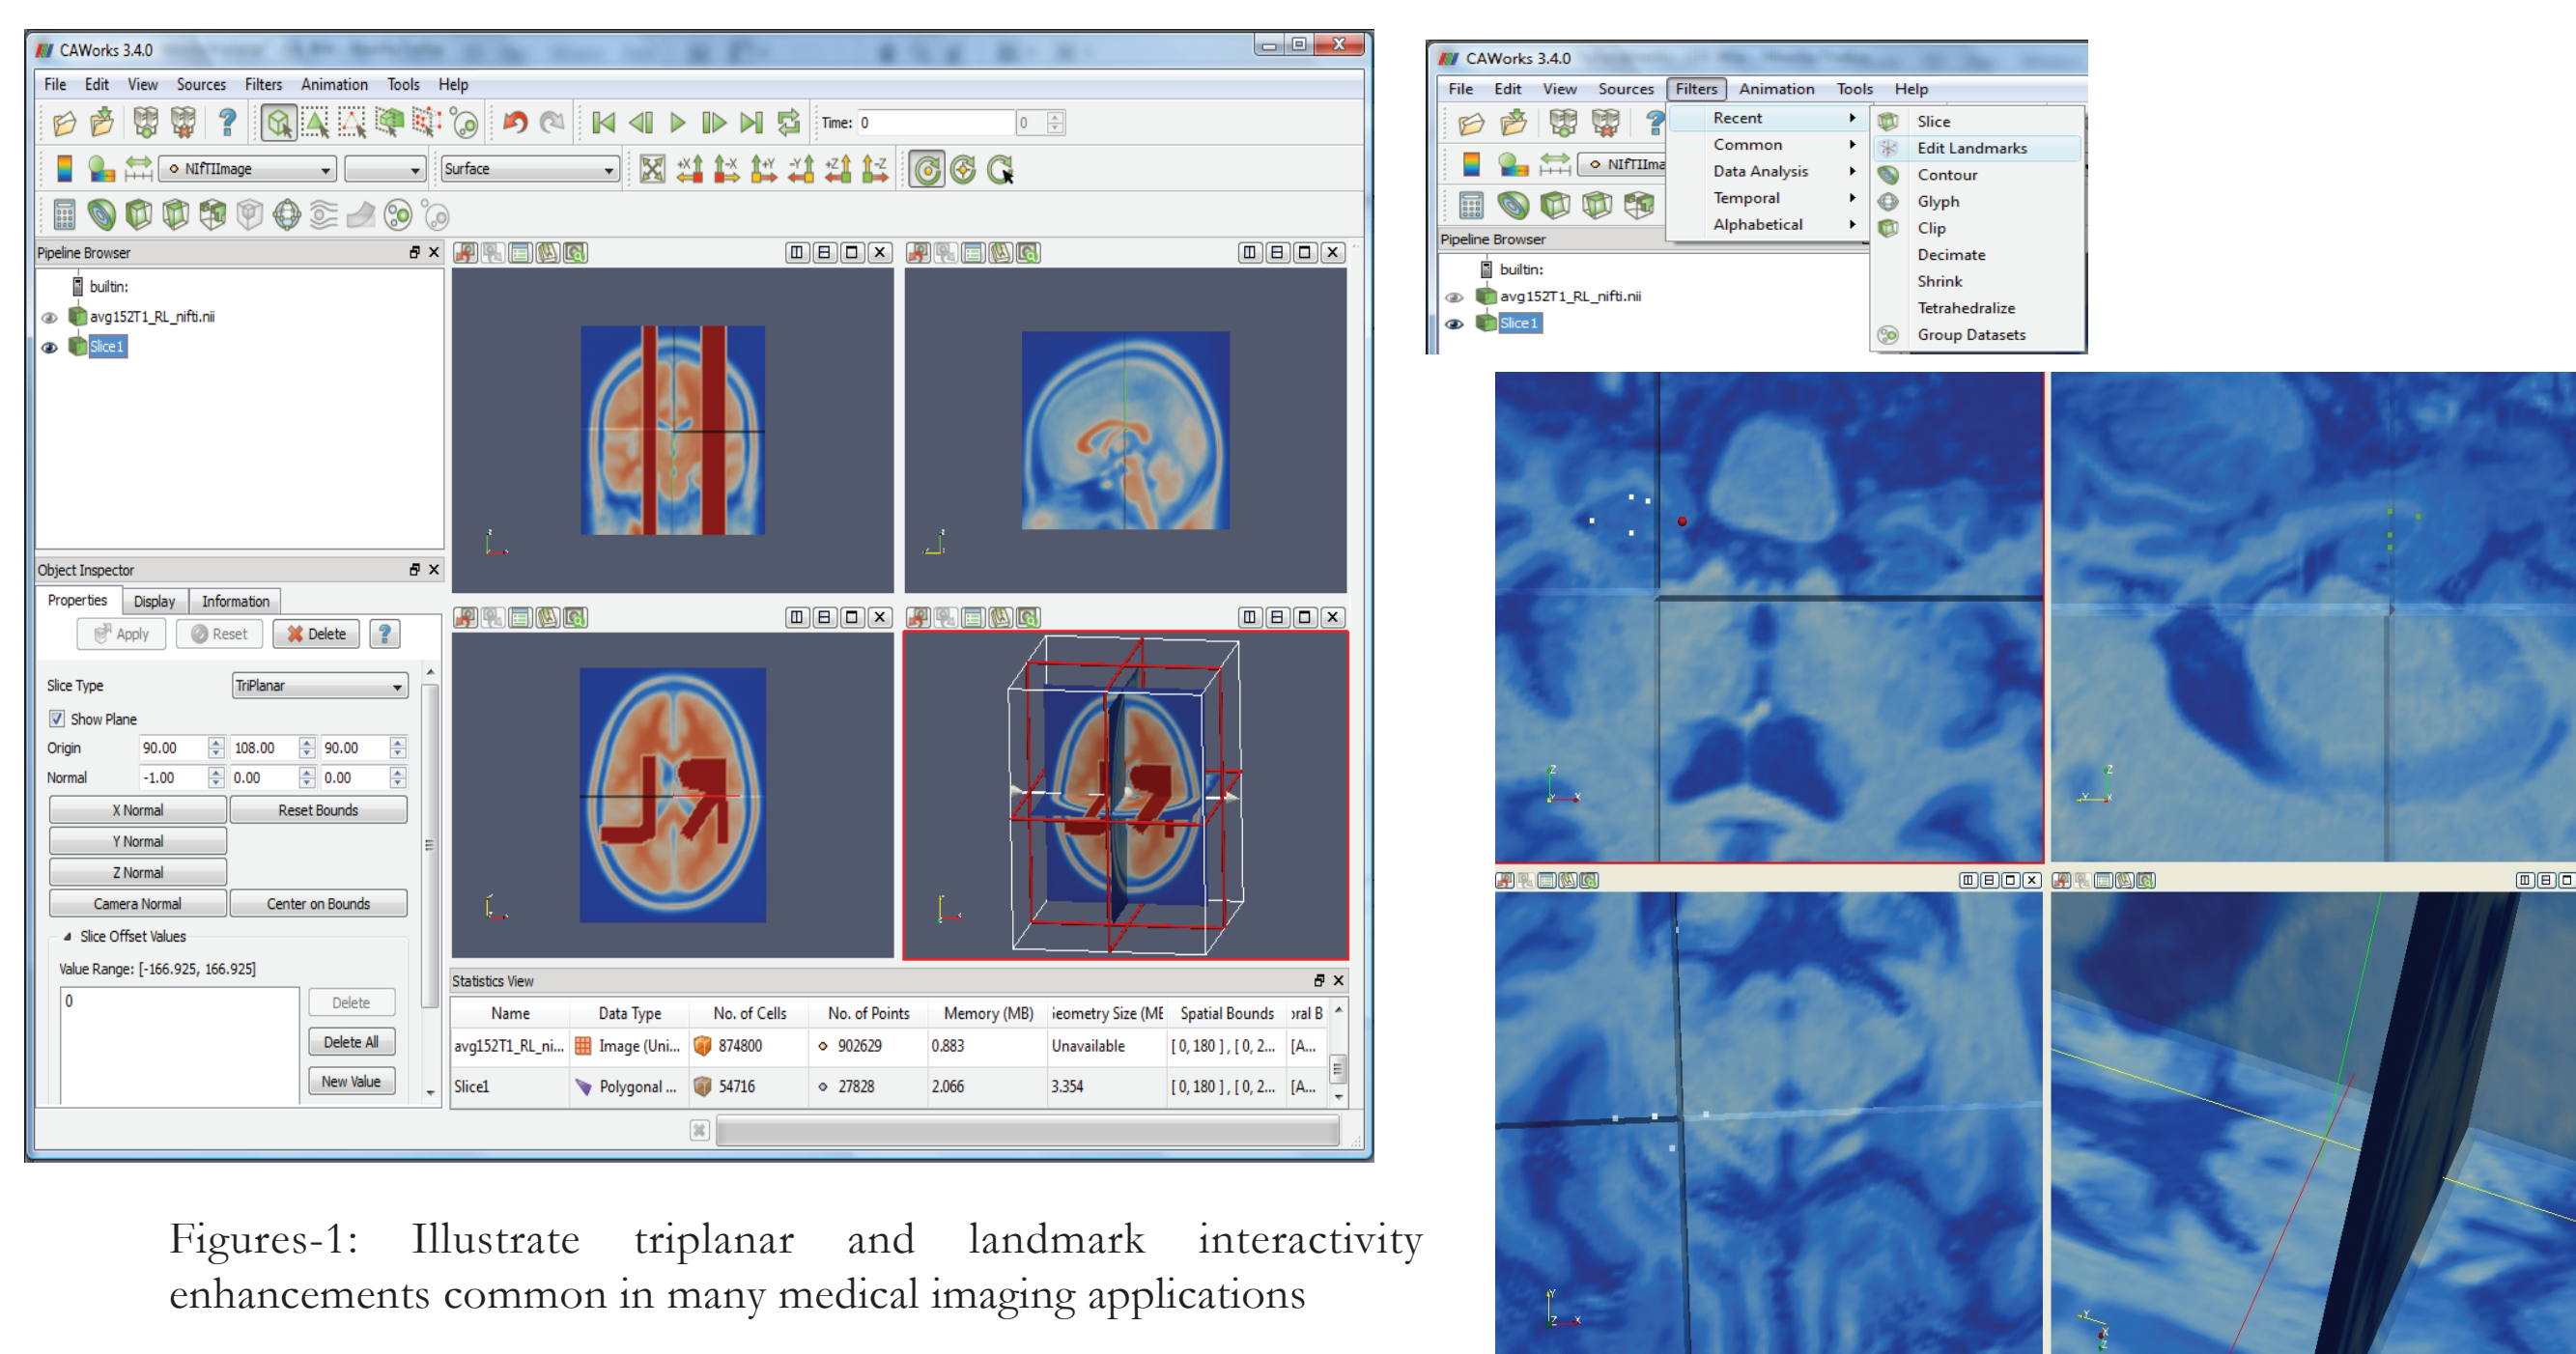 CAWorks 3.4.0
File Edit View Sources Filters Animation Tools Help
Time: 0 0
NIfTIImage Surface
+X -X +Y -Y +Z -Z
Pipeline Browser
builtin:
avg152T1_RL_nifti.nii
Slice1
Object Inspector
Properties Display Information
Apply Reset Delete ?
Slice Type TriPlanar
Show Plane
Origin 90.00 108.00 90.00
Normal -1.00 0.00 0.00
X Normal Reset Bounds
Y Normal
Z Normal
Camera Normal Center on Bounds
Slice Offset Values
Value Range: [-166.925, 166.925]
0
Delete
Delete All
New Value
Statistics View
Name Data Type No. of Cells No. of Points Memory (MB) Geometry Size (ME Spatial Bounds oral B
avg152T1_RL_ni... Image (Uni... 874800 902629 0.883 Unavailable [ 0, 180 ] , [ 0, 2... [A...
Slice1 Polygonal ... 54716 27828 2.066 3.354 [ 0, 180 ] , [ 0, 2... [A...
CAWorks 3.4.0
File Edit View Sources Filters Animation Tools Help
NIfTIIma
Pipeline Browser
builtin:
avg152T1_RL_nifti.nii
Slice1
Recent
Common
Data Analysis
Temporal
Alphabetical
Slice
Edit Landmarks
Contour
Glyph
Clip
Decimate
Shrink
Tetrahedralize
Group Datasets
Figures-1: Illustrate triplanar and landmark interactivity
enhancements common in many medical imaging applications